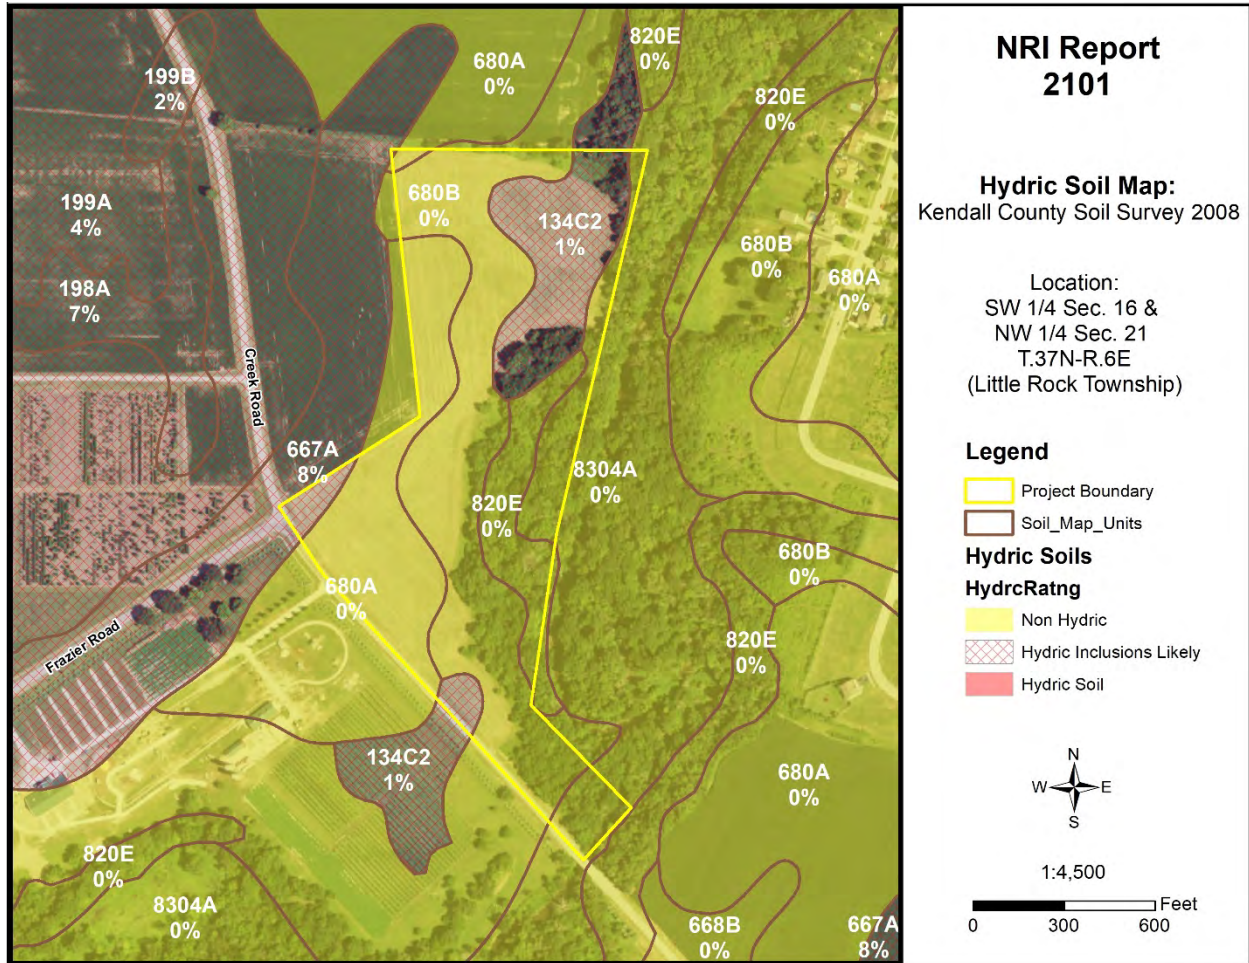 820E
0%
680A
0%
199B
2%
820E
0%
680B
0%
199A
4%
134C2
1%
680B
0%
680A
0%
198A
7%
Creek Road
667A
8%
8304A
0%
820E
0%
680B
0%
680A
0%
Frazier Road
820E
0%
134C2
1%
680A
0%
820E
0%
8304A
0%
668B
0%
667A
8%
NRI Report
2101
Hydric Soil Map:
Kendall County Soil Survey 2008
Location:
SW 1/4 Sec. 16 &
NW 1/4 Sec. 21
T.37N-R.6E
(Little Rock Township)
Legend
Project Boundary
Soil_Map_Units
Hydric Soils
HydrcRatng
Non Hydric
Hydric Inclusions Likely
Hydric Soil
N
W E
S
1:4,500
Feet
0 300 600